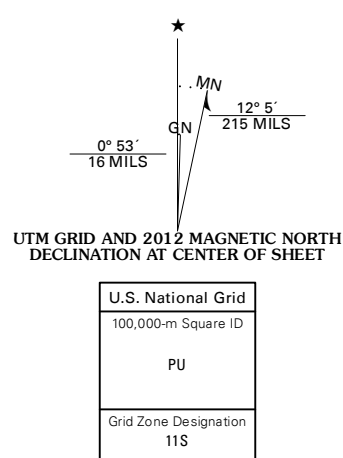 MN
GN
12° 5´
215 MILS
0° 53´
16 MILS
UTM GRID AND 2012 MAGNETIC NORTH
DECLINATION AT CENTER OF SHEET
U.S. National Grid
100,000-m Square ID
PU
Grid Zone Designation
11S